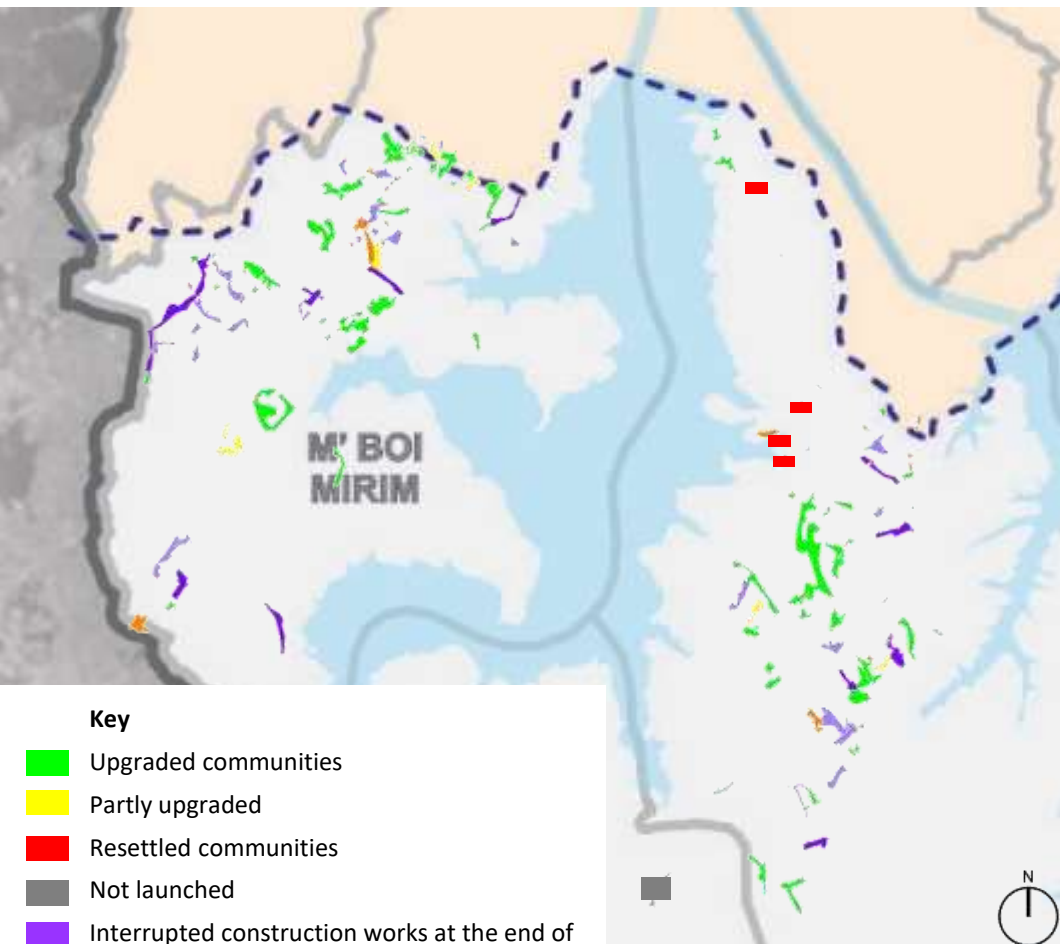 M' BOI
MIRIM
Key
Upgraded communities
Partly upgraded
Resettled communities
Not launched
Interrupted construction works at the end of
N